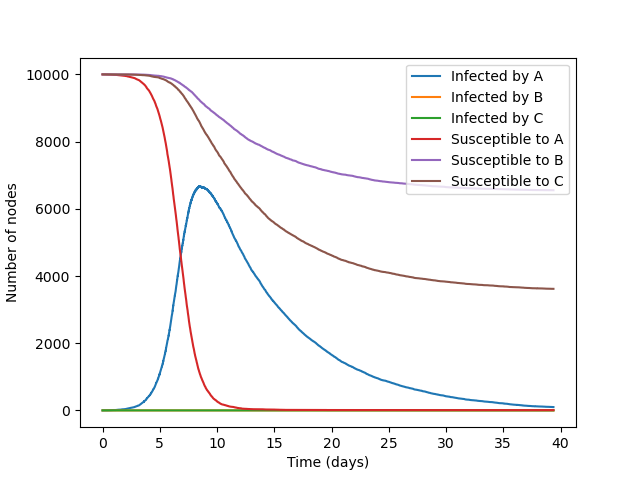 10000
8000
6000
4000
2000
0
Number of nodes
0 5 10 15 20 25 30 35 40
Time (days)
Infected by A
Infected by B
Infected by C
Susceptible to A
Susceptible to B
Susceptible to C